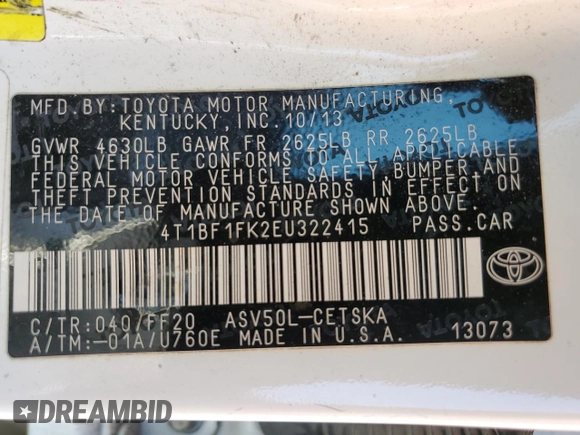 MFD.BY:TOYOTA MOTOR MANUFACTURING,
KENTUCKY, INC. 10/13
GVWR 4630LB GAWR FR 2625LB RR 2625LB
THIS VEHICLE CONFORMS TO ALL APPLICABLE
FEDERAL MOTOR VEHICLE SAFETY, BUMPER, AND
THEFT PREVENTION STANDARDS IN EFFECT ON
THE DATE OF MANUFACTURE SHOWN ABOVE.
4T1BF1FK2EU322415 PASS.CAR
C/TR:040/FF20 ASV50L-CETSKA
A/TM:-01A/U760E MADE IN U.S.A. 13073
DREAMBID